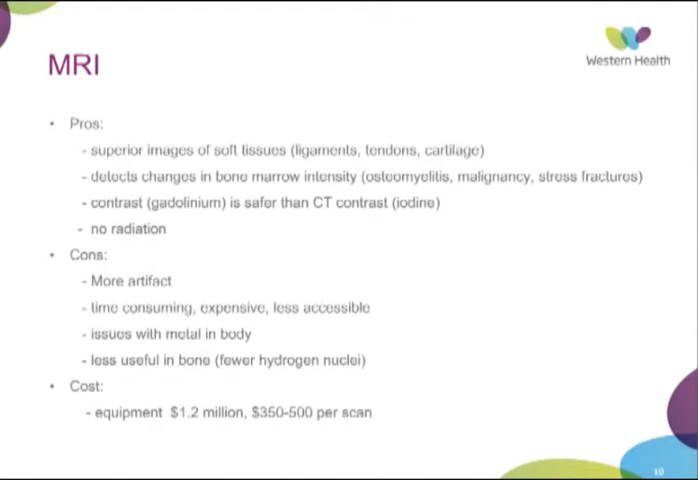 Western Health
MRI
• Pros:
- superior images of soft tissues (ligaments, tendons, cartilage)
- detects changes in bone marrow intensity (osteomyelitis, malignancy, stress fractures)
- contrast (gadolinium) is safer than CT contrast (iodine)
- no radiation
• Cons:
- More artifact
- time consuming, expensive, less accessible
- issues with metal in body
- less useful in bone (fewer hydrogen nuclei)
• Cost:
- equipment $1.2 million, $350-500 per scan
10